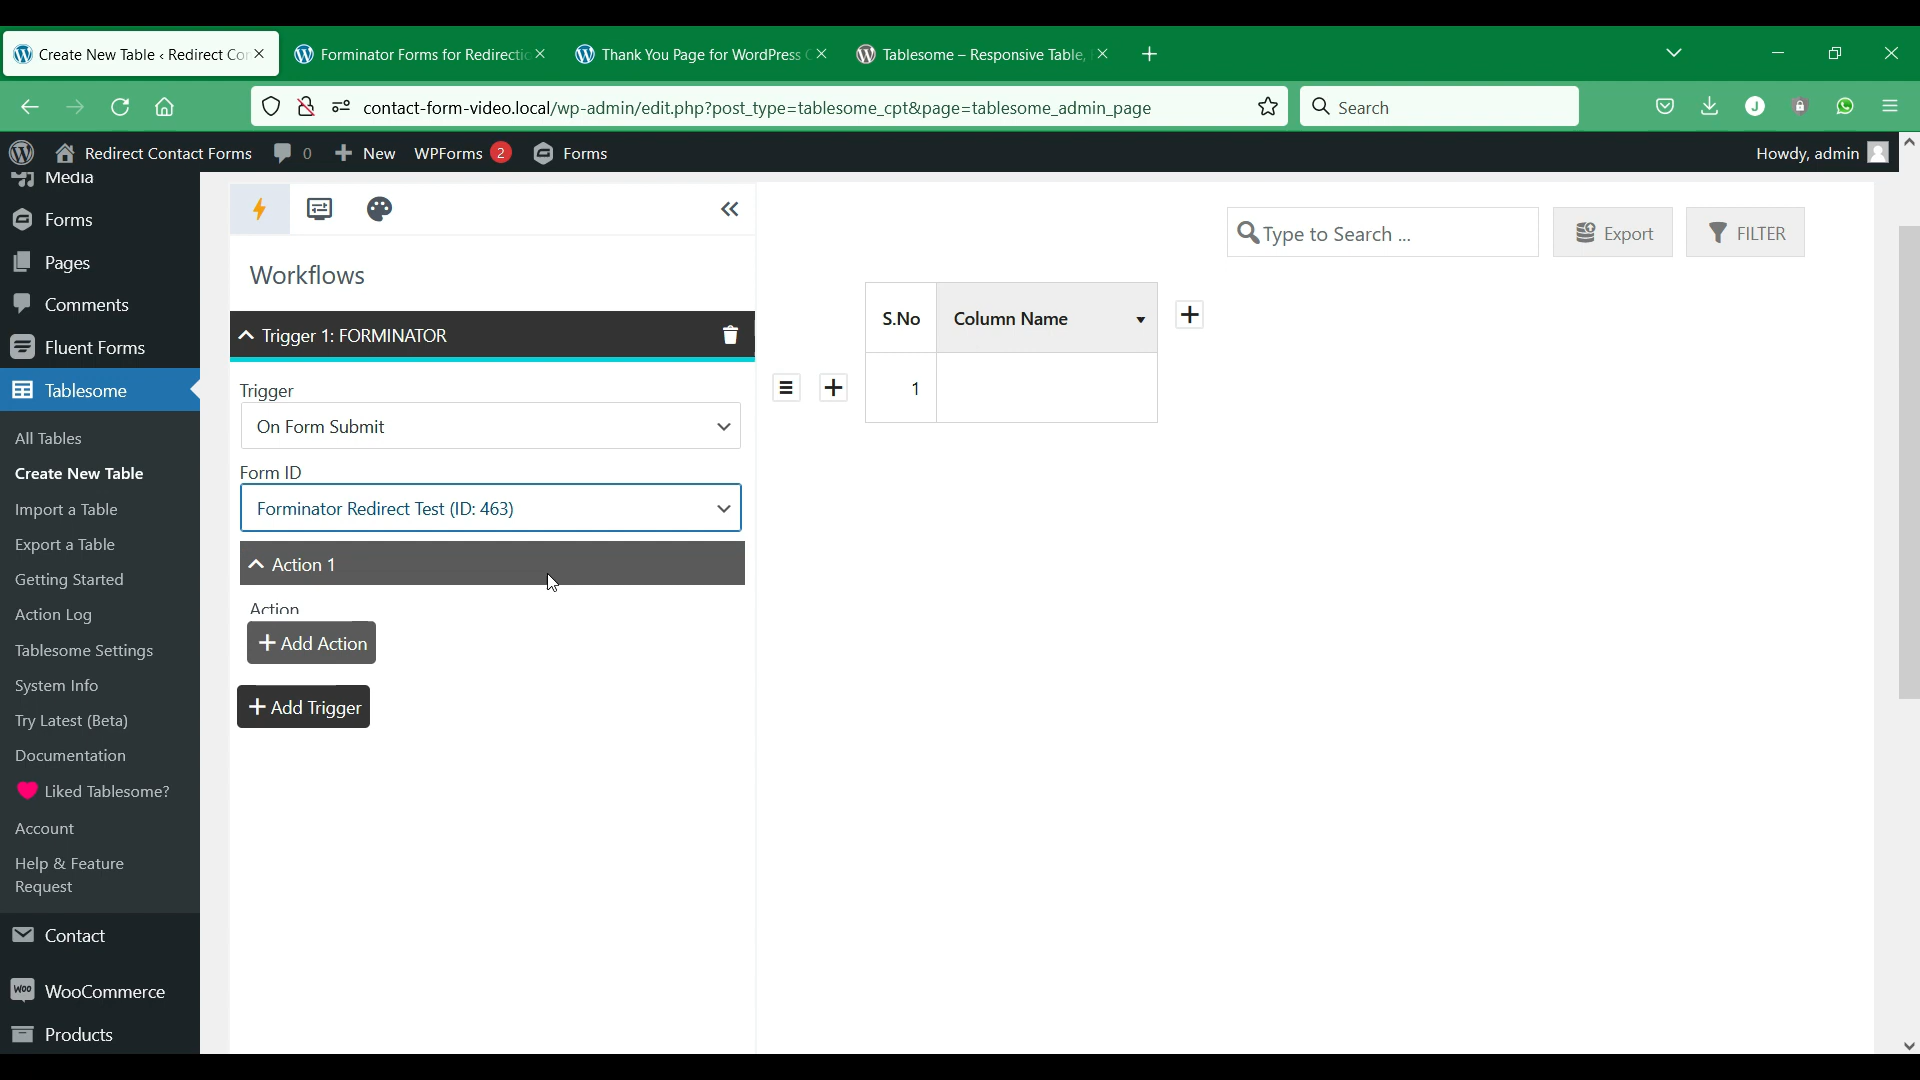 Create New Table ‹ Redirect Cor
Forminator Forms for Redirectio
Thank You Page for WordPress C
Tablesome – Responsive Table,
contact-form-video.local/wp-admin/edit.php?post_type=tablesome_cpt&page=tablesome_admin_page
Search
J
Redirect Contact Forms
0
New
WPForms 2
Forms
Howdy, admin
Media
Forms
Pages
Comments
Fluent Forms
Tablesome
All Tables
Create New Table
Import a Table
Export a Table
Getting Started
Action Log
Tablesome Settings
System Info
Try Latest (Beta)
Documentation
Liked Tablesome?
Account
Help & Feature
Request
Contact
Woo WooCommerce
Products
Workflows
Trigger 1: FORMINATOR
Trigger
On Form Submit
Form ID
Forminator Redirect Test (ID: 463)
Action 1
Action
Add Action
Add Trigger
Type to Search ...
Export
FILTER
S.No
Column Name
1